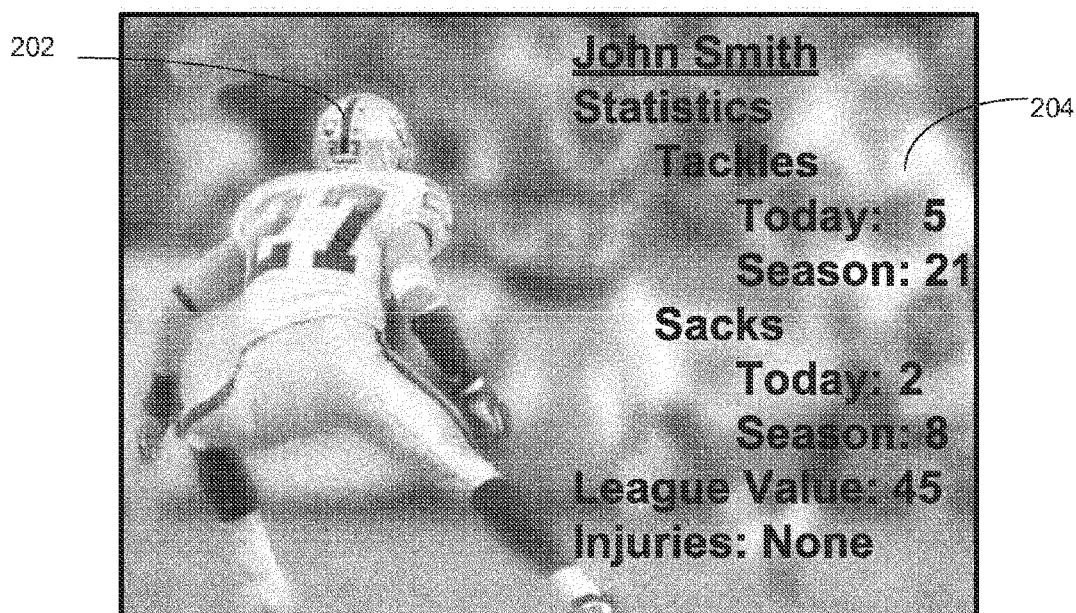 202
John Smith
Statistics
Tackles
Today: 5
Season: 21
Sacks
Today: 2
Season: 8
League Value: 45
Injuries: None
204
17